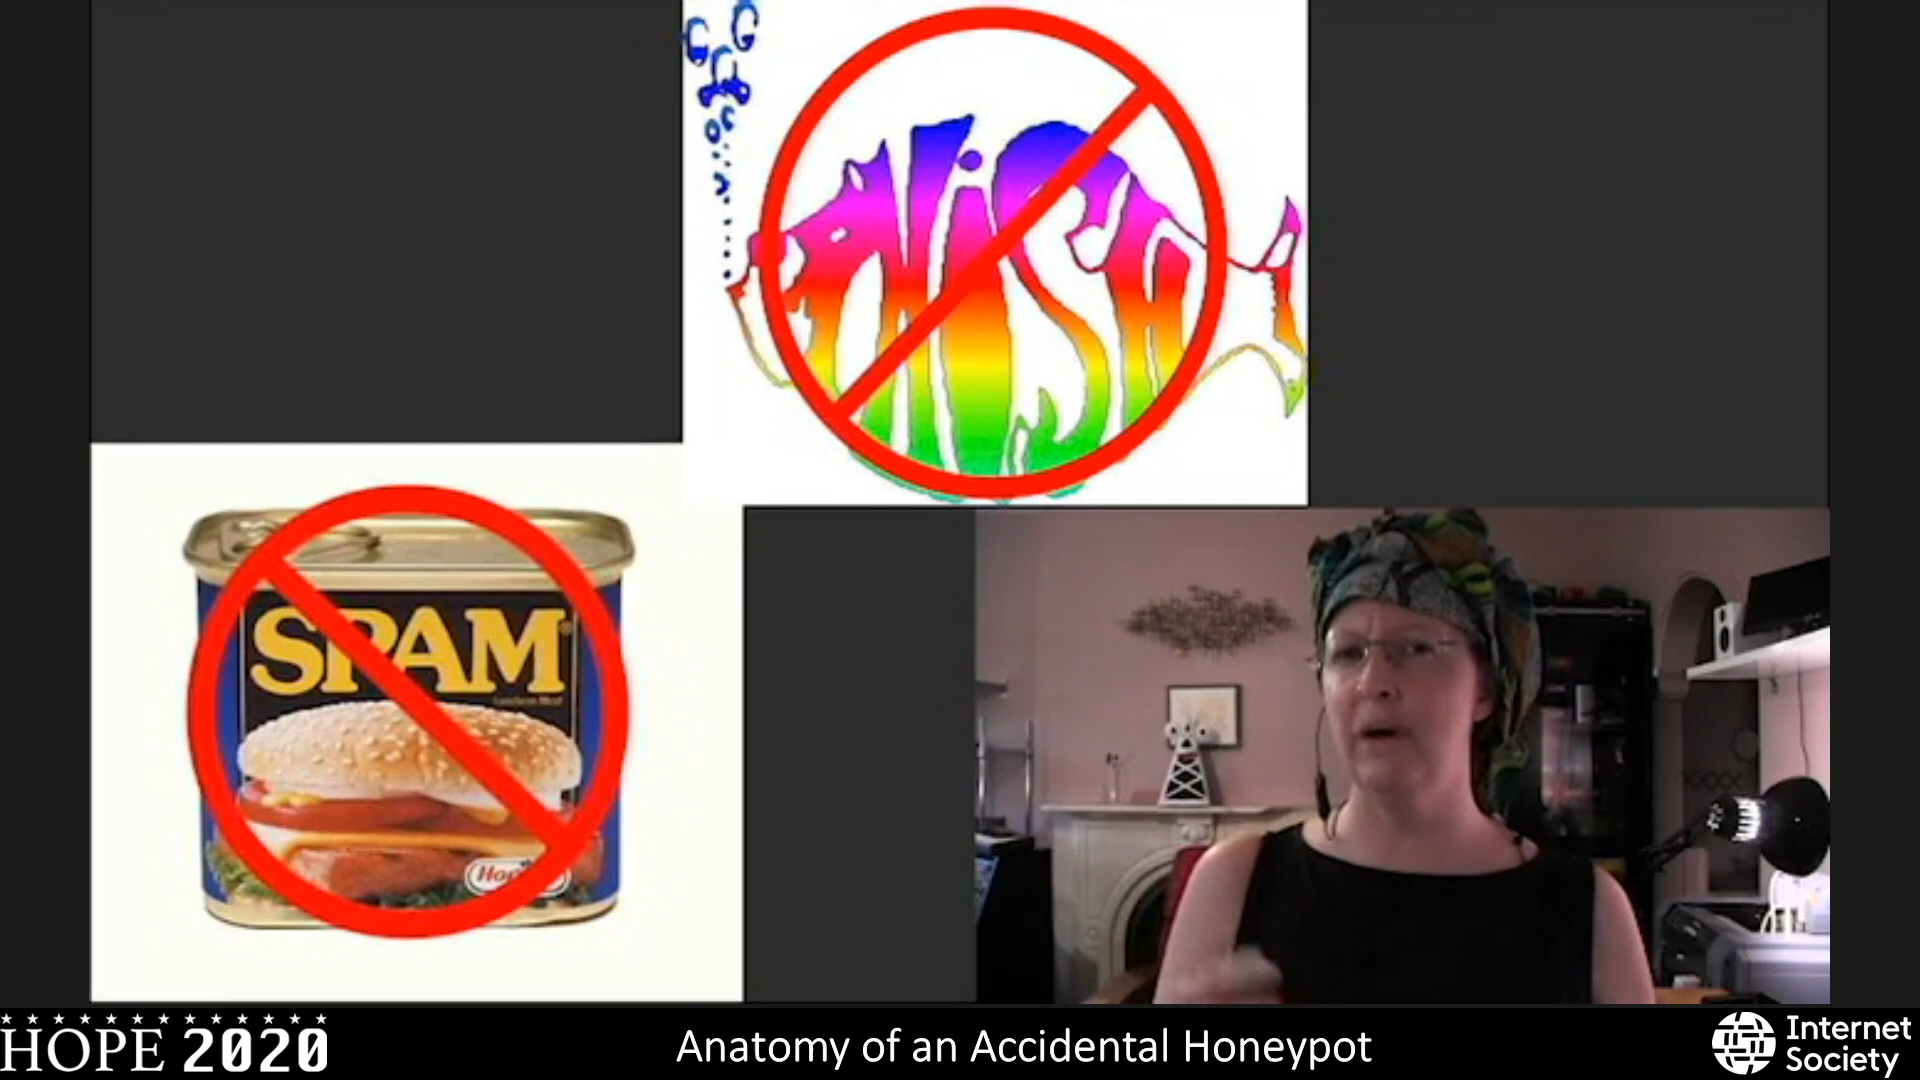 PHiSH
SPAM
HOPE 2020
Anatomy of an Accidental Honeypot
Internet
Society